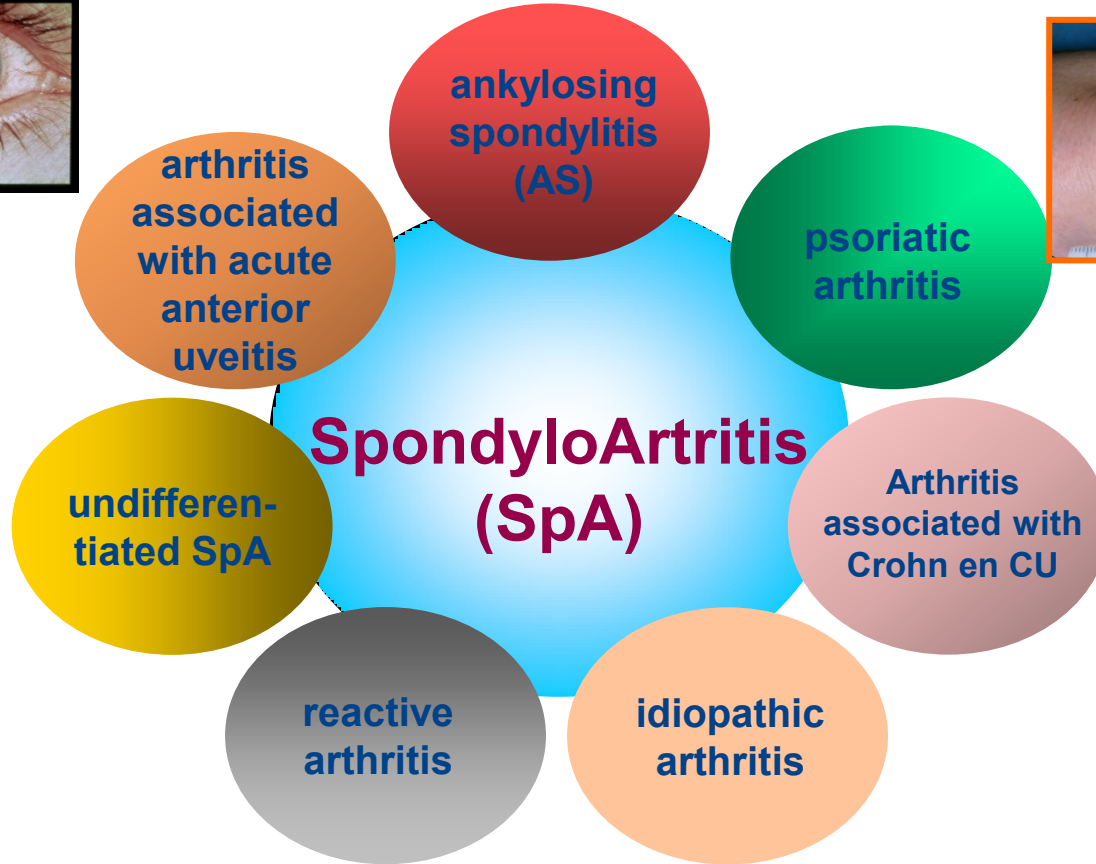 ankylosing
spondylitis
(AS)
arthritis
associated
with acute
anterior
uveitis
psoriatic
arthritis
SpondyloArtritis
(SpA)
undifferen-
tiated SpA
Arthritis
associated with
Crohn en CU
reactive
arthritis
idiopathic
arthritis